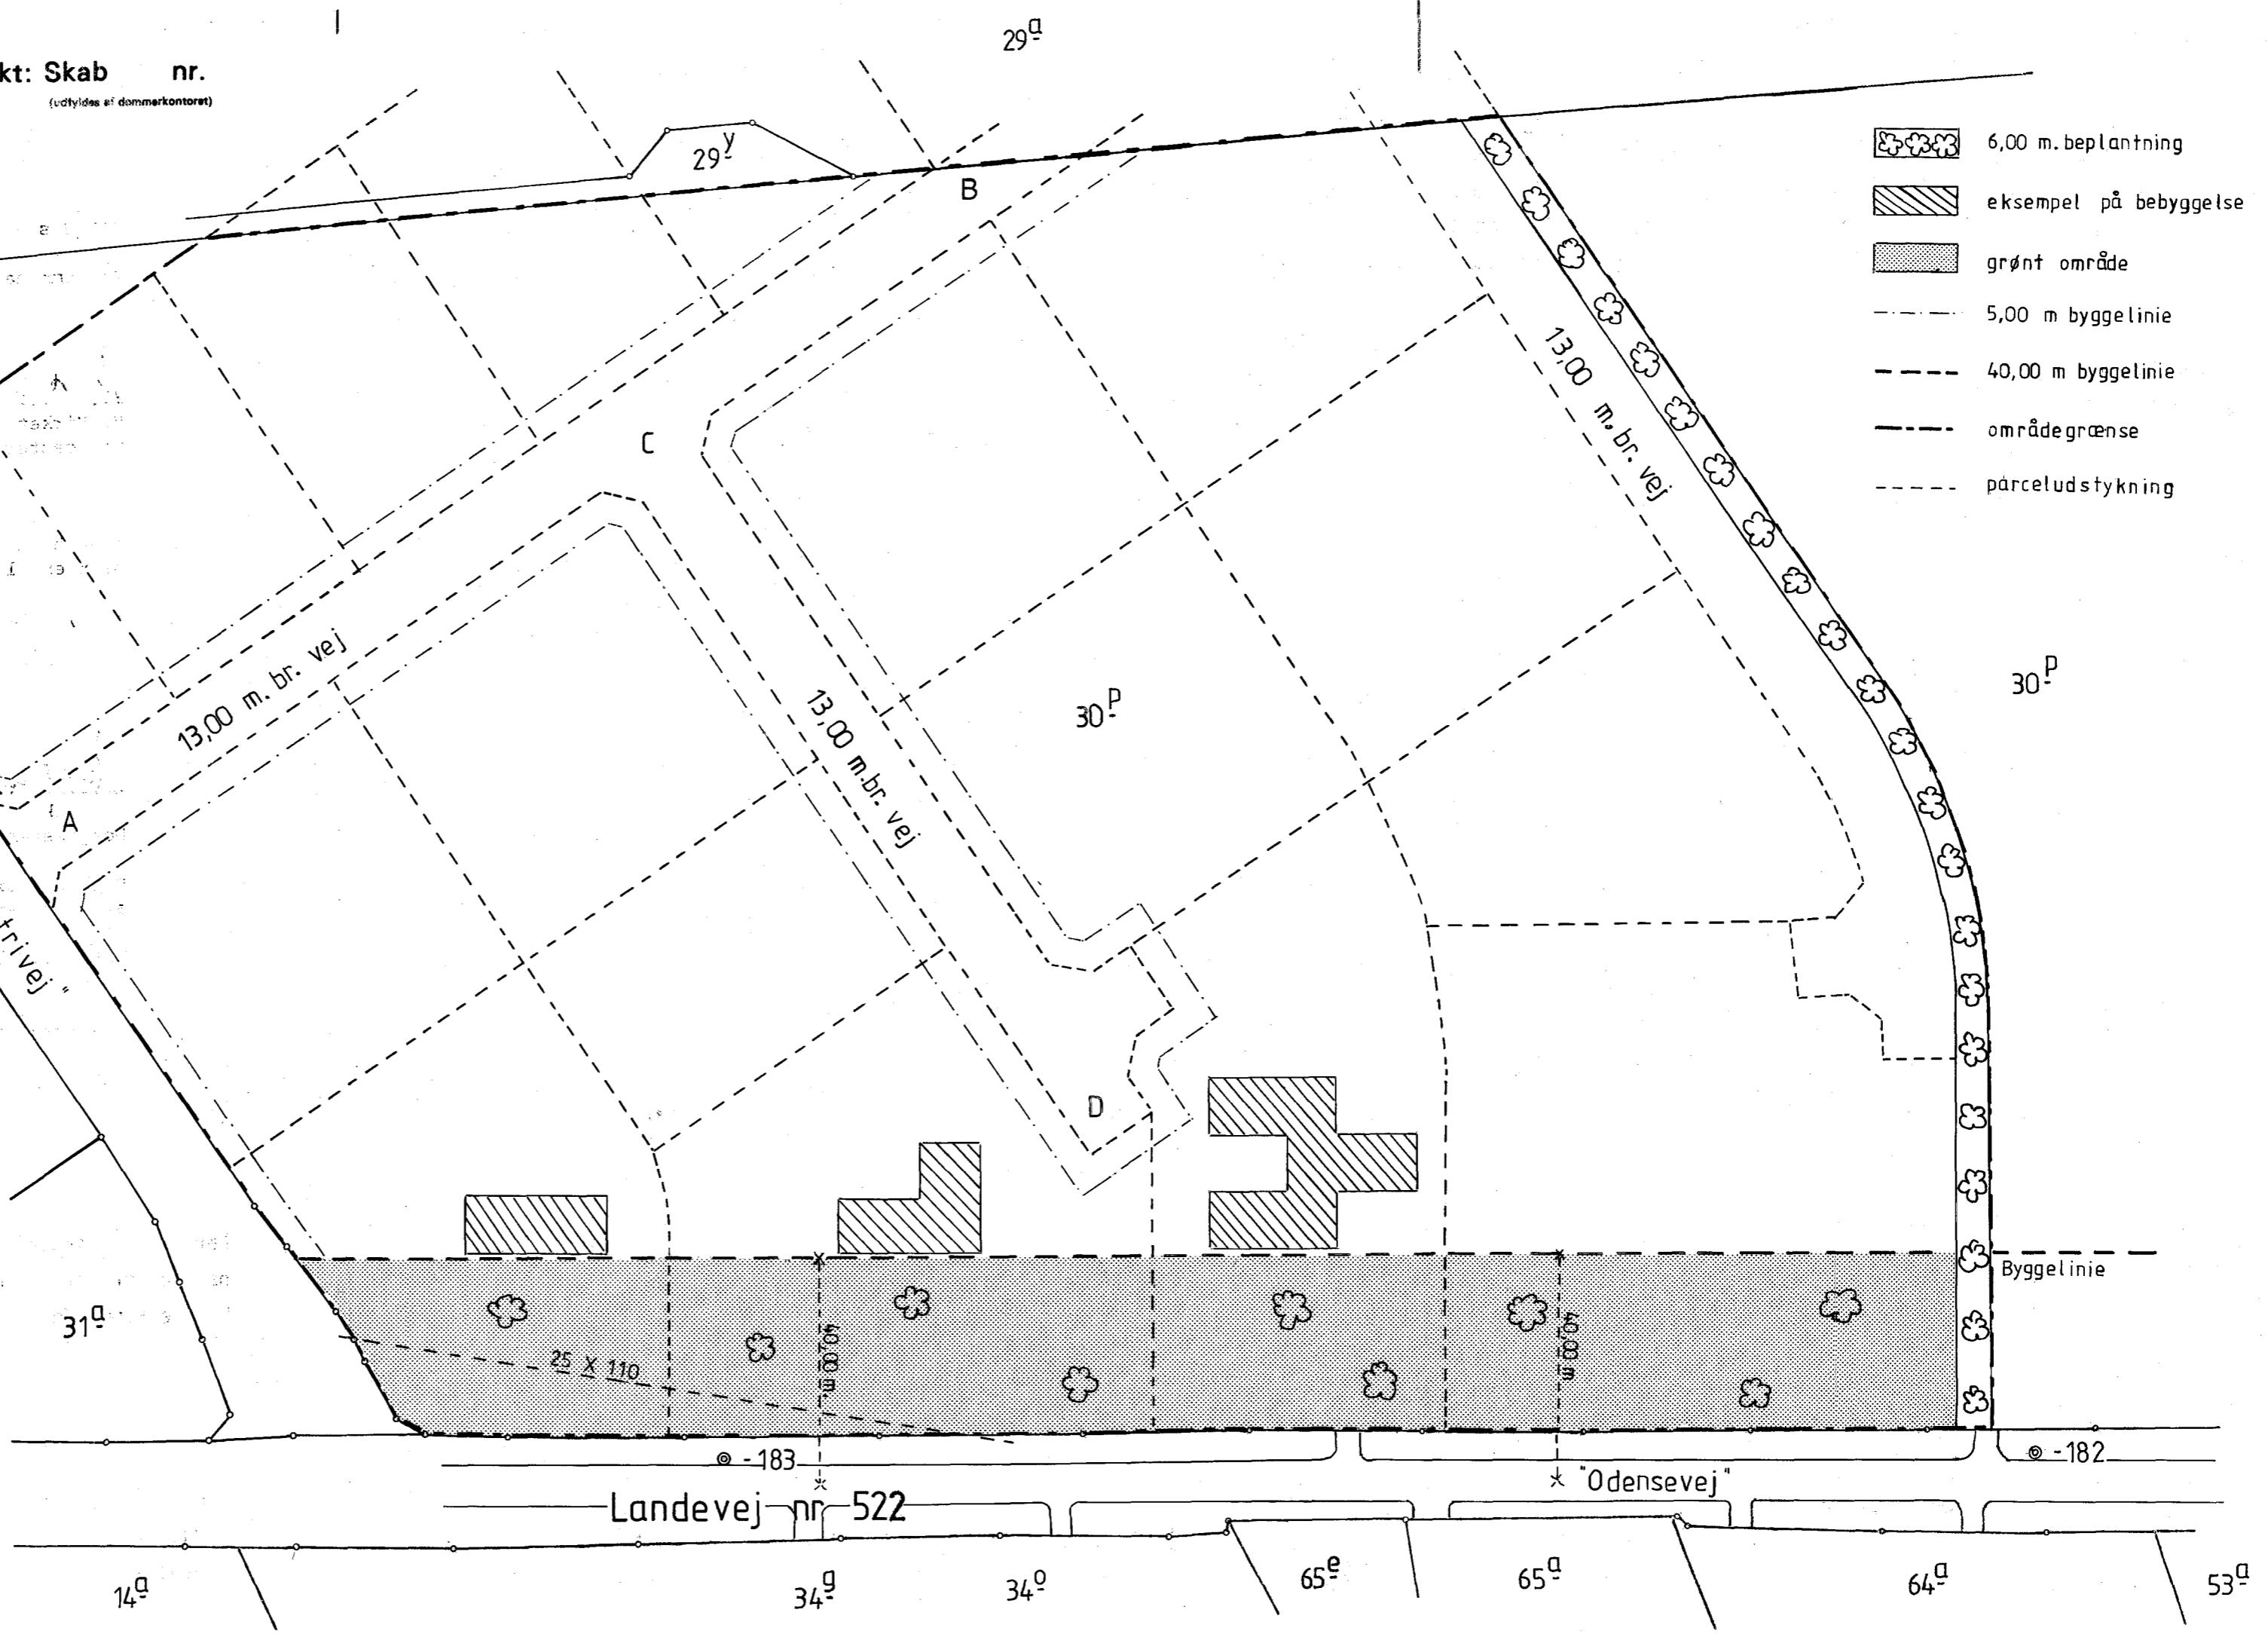 kt: Skab nr.
(udfyldes af dommerkontoret)
29a
29y
B
6,00 m. beplantning
eksempel på bebyggelse
grønt område
5,00 m byggelinie
40,00 m byggelinie
områdegrænse
parceludstykning
C
13,00 m. br. vej
13,00 m. br. vej
13,00 m. br. vej
30p
30p
A
trivej"
D
Byggelinie
31a
25 X 110
40,00 m.
40,00 m
-183
-182
"Odensevej"
Landevej nr 522
14a
34g
34o
65e
65a
64a
53a